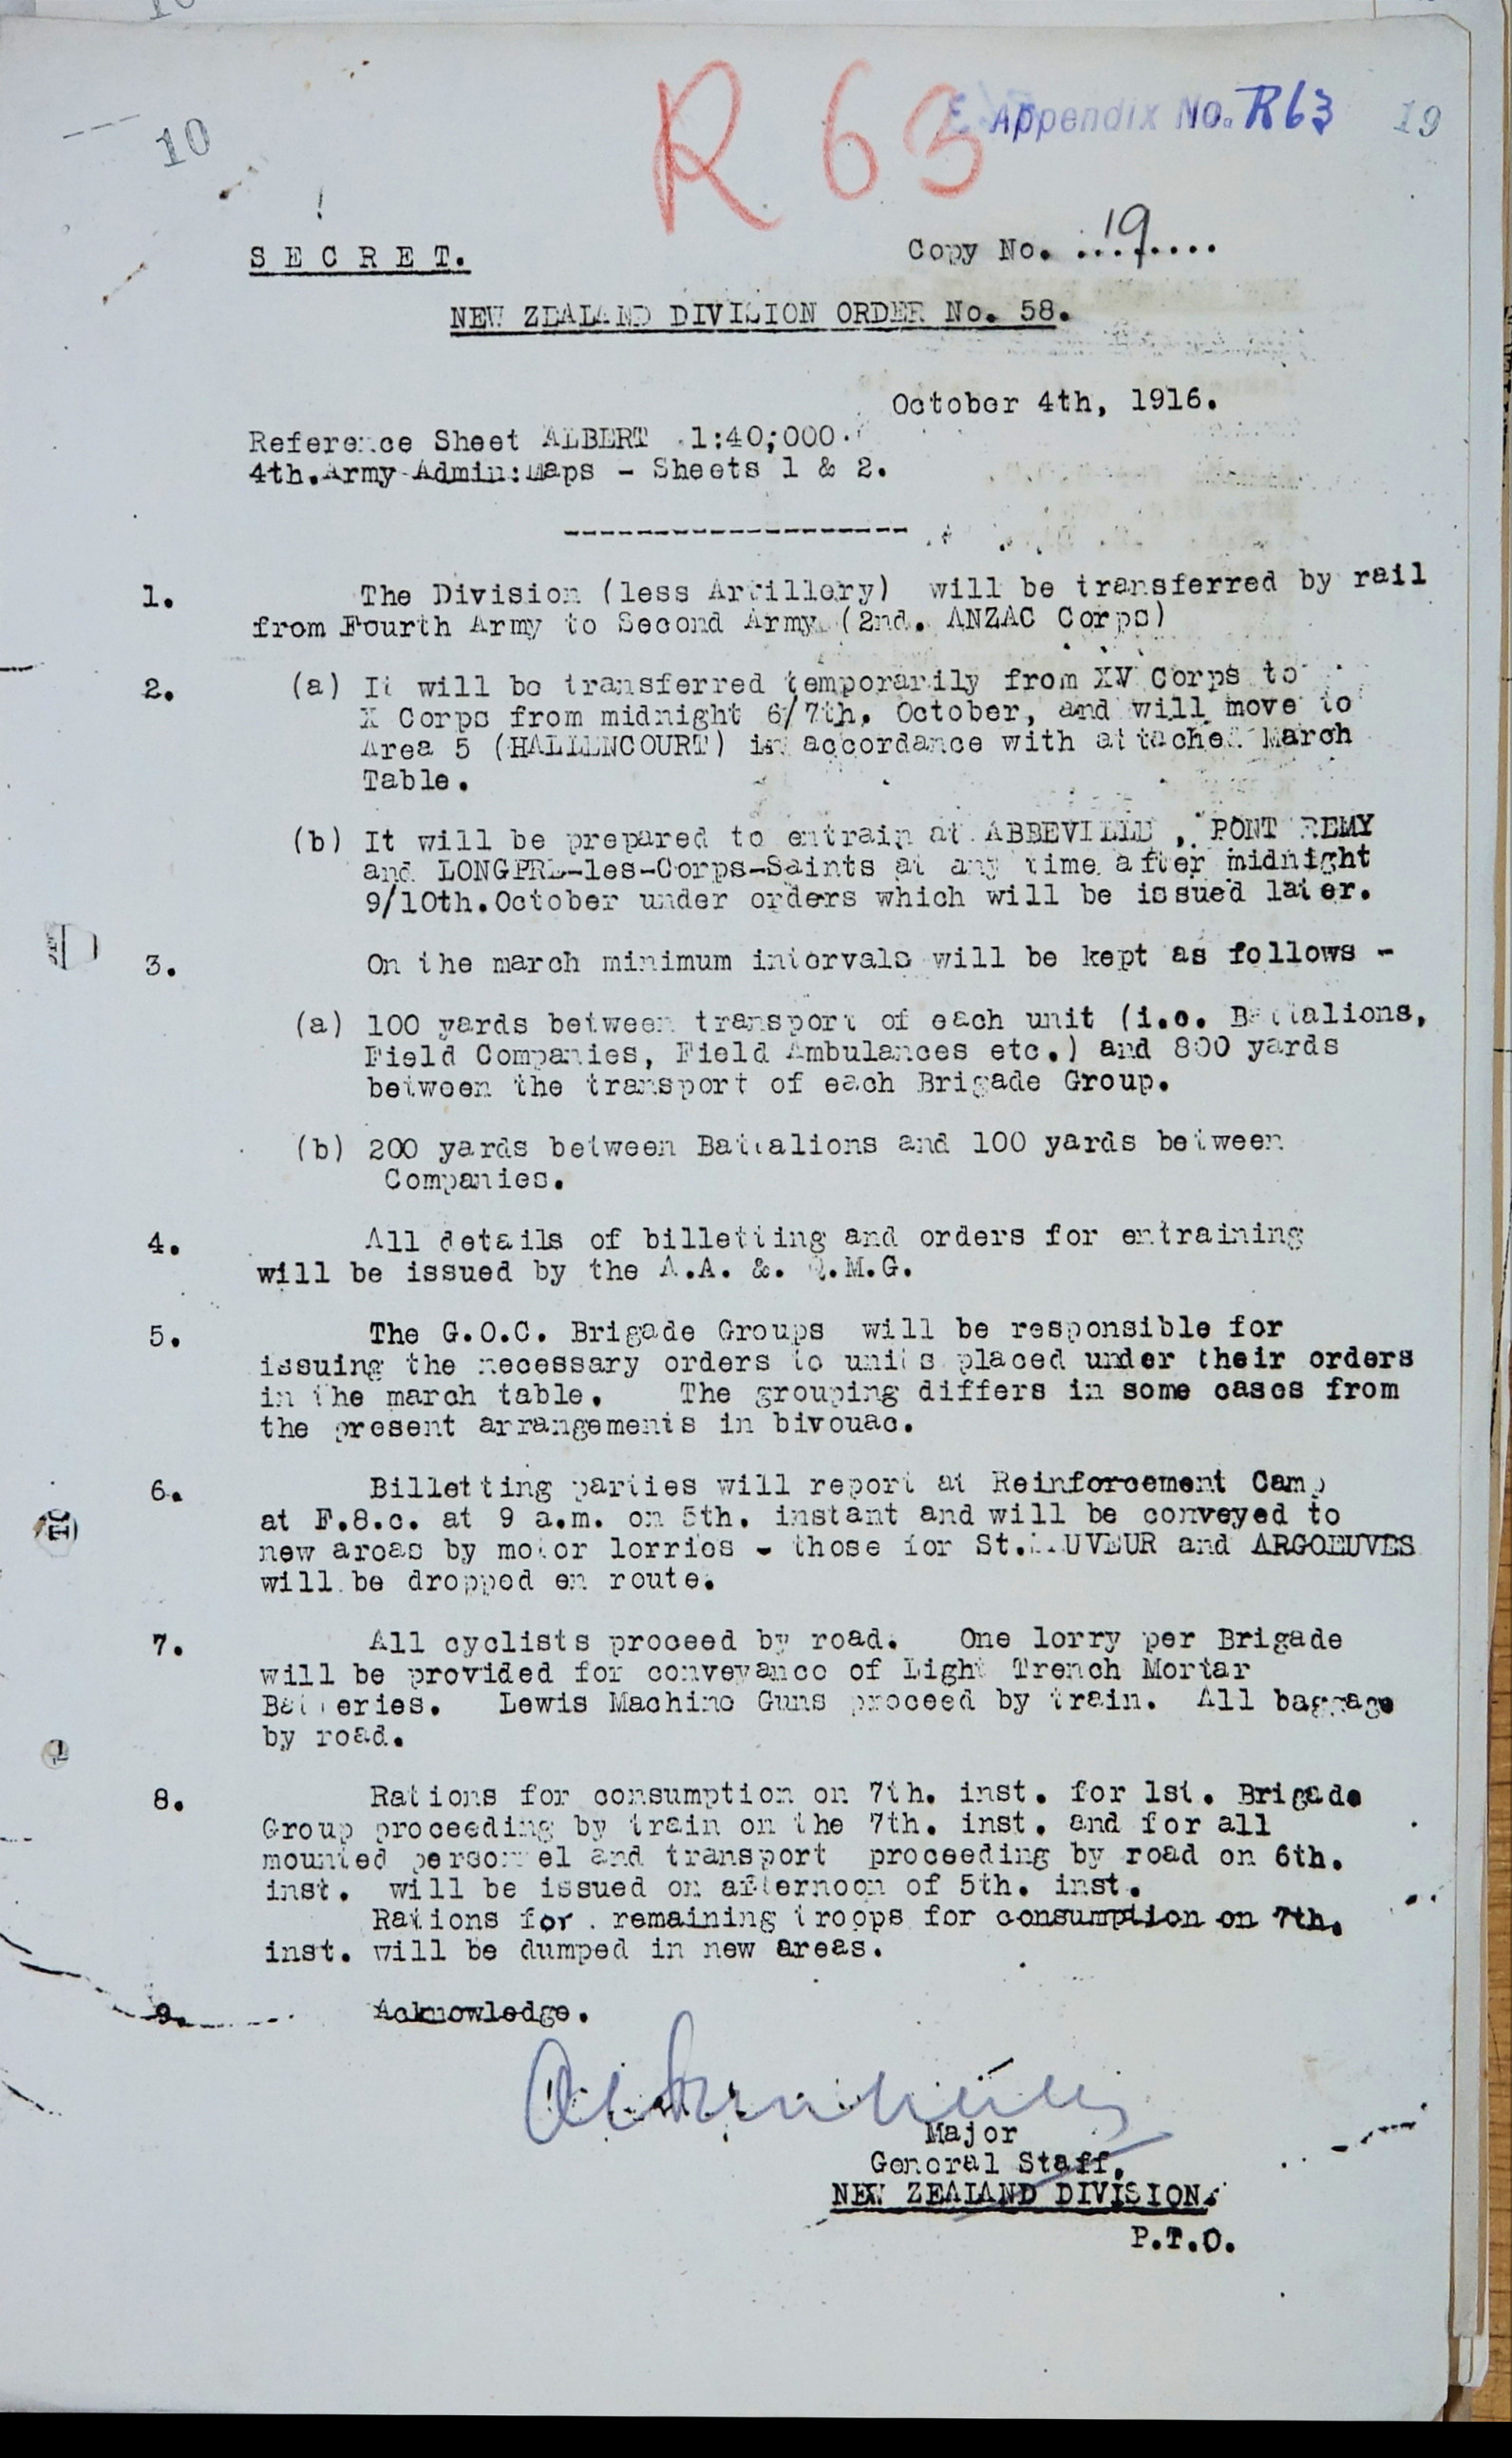 10
R 63
Appendix No. R63
19
SECRET.
Copy No. ...19....
NEW ZEALAND DIVISION ORDER No. 58.
October 4th, 1916.
Reference Sheet ALBERT 1:40;000.
4th.Army Admin:Maps - Sheets 1 & 2.
-------------------
1. The Division (less Artillery) will be transferred by rail
from Fourth Army to Second Army (2nd. ANZAC Corps)
2. (a) It will be transferred temporarily from XV Corps to
X Corps from midnight 6/7th. October, and will move to
Area 5 (HALLENCOURT) in accordance with attached March
Table.
(b) It will be prepared to entrain at ABBEVILLE , PONT REMY
and LONGPRE-les-Corps-Saints at any time after midnight
9/10th.October under orders which will be issued later.
3. On the march minimum intervals will be kept as follows -
(a) 100 yards between transport of each unit (i.e. Battalions,
Field Companies, Field Ambulances etc.) and 800 yards
between the transport of each Brigade Group.
(b) 200 yards between Battalions and 100 yards between
Companies.
4. All details of billetting and orders for entraining
will be issued by the A.A. &. Q.M.G.
5. The G.O.C. Brigade Groups will be responsible for
issuing the necessary orders to units placed under their orders
in the march table. The grouping differs in some cases from
the present arrangements in bivouac.
6. Billetting parties will report at Reinforcement Camp
at F.8.c. at 9 a.m. on 5th. instant and will be conveyed to
new areas by motor lorries - those for St.SAUVEUR and ARGOEUVES
will be dropped en route.
7. All cyclists proceed by road. One lorry per Brigade
will be provided for conveyance of Light Trench Mortar
Batteries. Lewis Machine Guns proceed by train. All baggage
by road.
8. Rations for consumption on 7th. inst. for 1st. Brigade
Group proceeding by train on the 7th. inst. and for all
mounted personnel and transport proceeding by road on 6th.
inst. will be issued on afternoon of 5th. inst.
Rations for remaining troops for consumption on 7th.
inst. will be dumped in new areas.
9. Acknowledge.
Major
General Staff,
NEW ZEALAND DIVISION.
P.T.O.